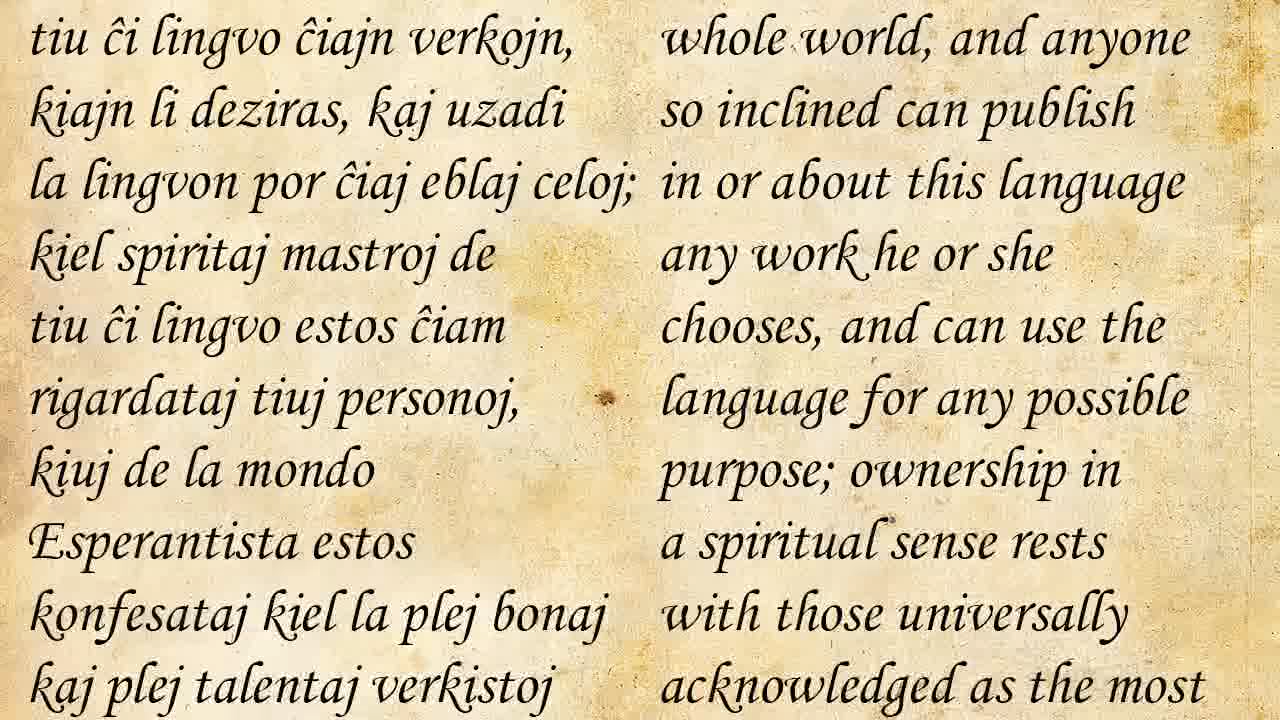 tiu ĉi lingvo ĉiajn verkojn,
kiajn li deziras, kaj uzadi
la lingvon por ĉiaj eblaj celoj;
kiel spiritaj mastroj de
tiu ĉi lingvo estos ĉiam
rigardataj tiuj personoj,
kiuj de la mondo
Esperantista estos
konfesataj kiel la plej bonaj
kaj plej talentaj verkistoj
whole world, and anyone
so inclined can publish
in or about this language
any work he or she
chooses, and can use the
language for any possible
purpose; ownership in
a spiritual sense rests
with those universally
acknowledged as the most